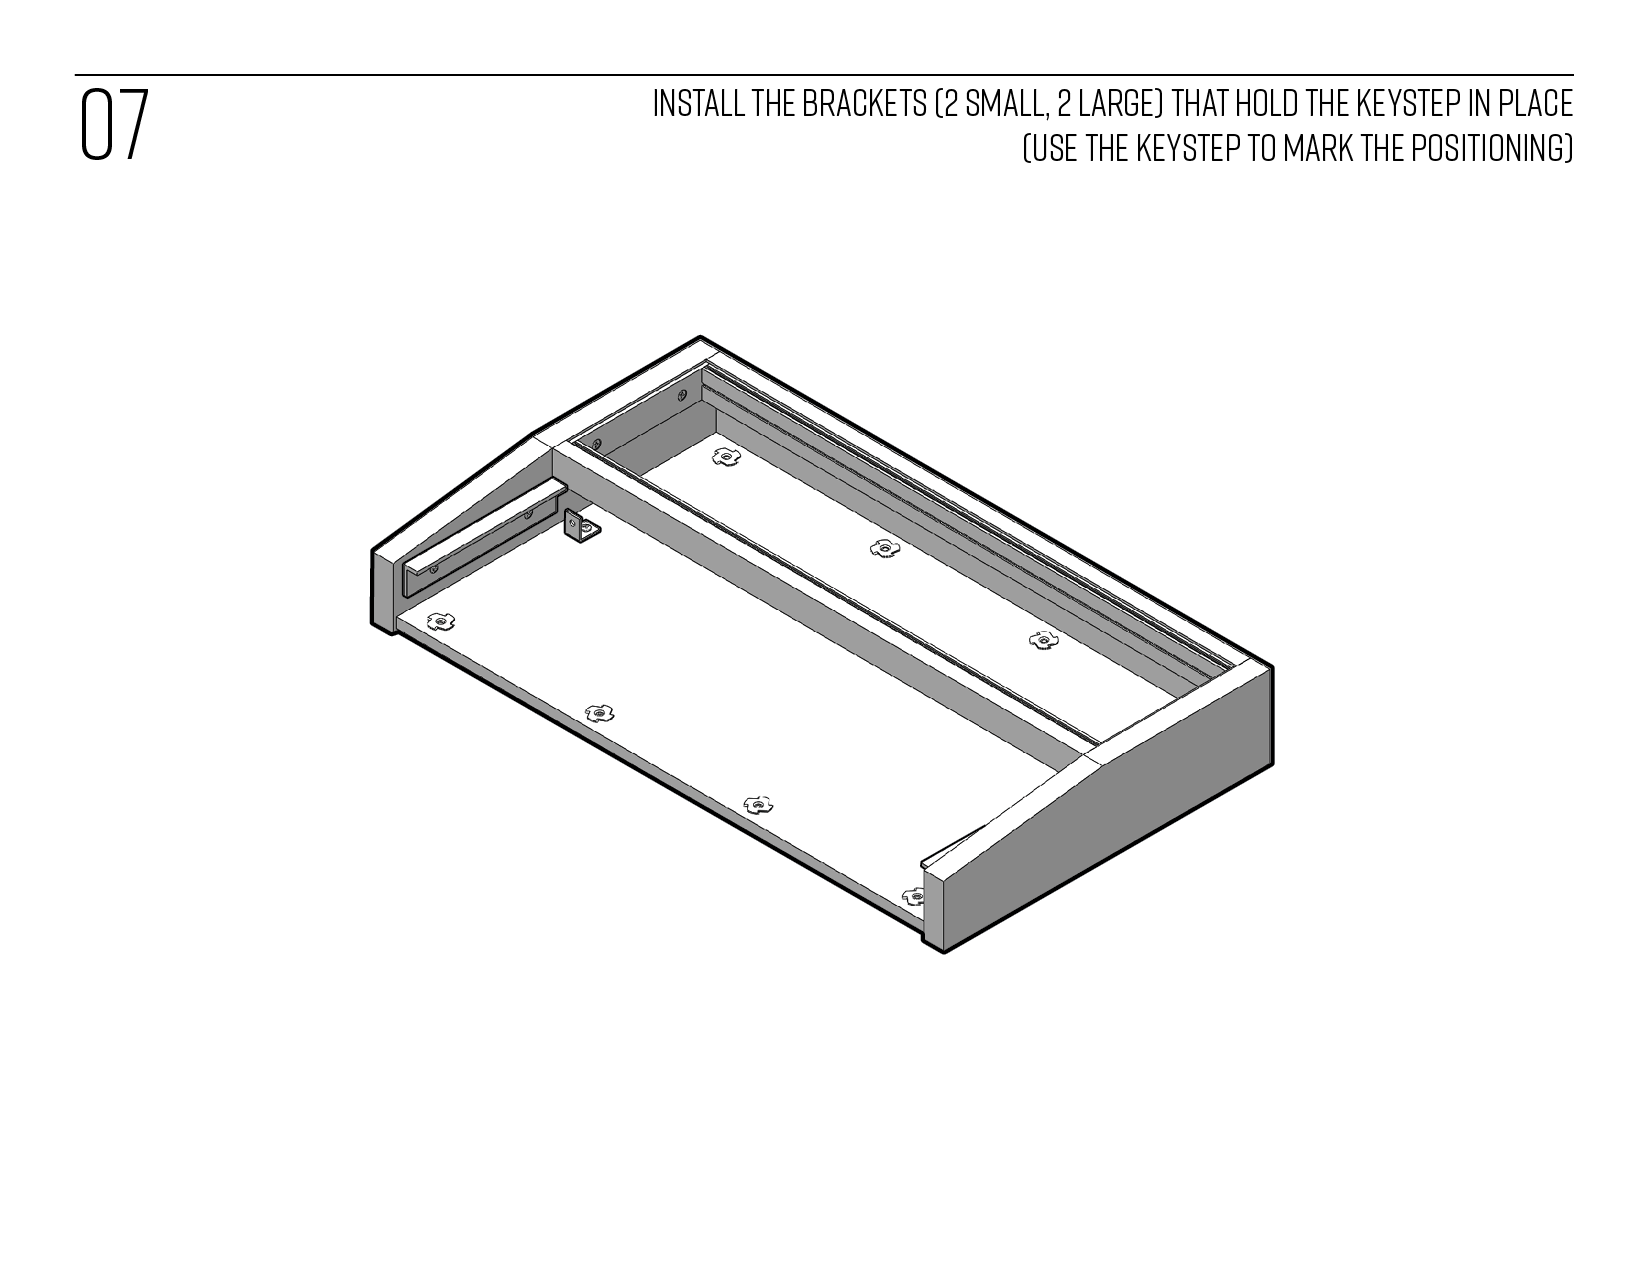 07
INSTALL THE BRACKETS (2 SMALL, 2 LARGE) THAT HOLD THE KEYSTEP IN PLACE
(USE THE KEYSTEP TO MARK THE POSITIONING)